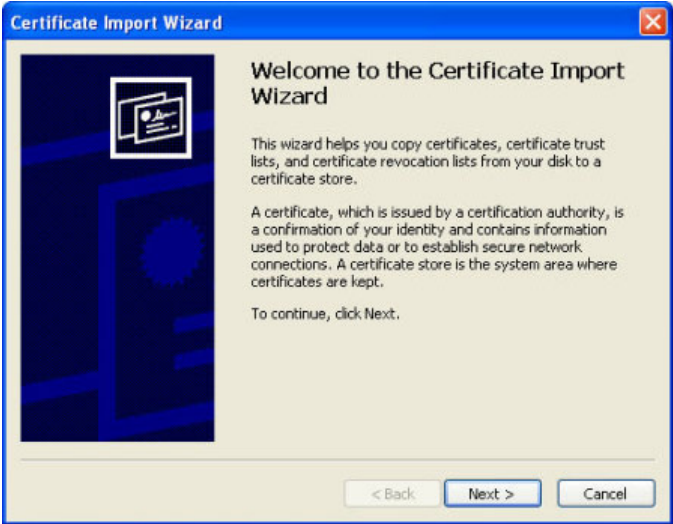 Certificate Import Wizard
Welcome to the Certificate Import
Wizard
This wizard helps you copy certificates, certificate trust
lists, and certificate revocation lists from your disk to a
certificate store.
A certificate, which is issued by a certification authority, is
a confirmation of your identity and contains information
used to protect data or to establish secure network
connections. A certificate store is the system area where
certificates are kept.
To continue, click Next.
< Back Next > Cancel